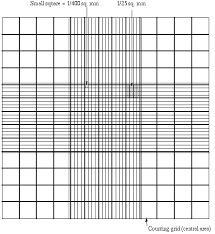 Small square = 1/400 sq. mm.
1/25 sq. mm.
Counting grid (central area)